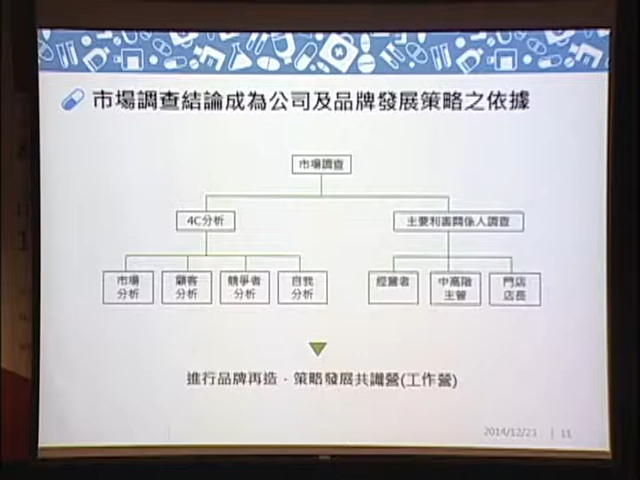 市場調查結論成為公司及品牌發展策略之依據
市場調查
4C分析
主要利害關係人調查
市場
分析
顧客
分析
競爭者
分析
自我
分析
經營者
中高階
主管
門店
店長
進行品牌再造．策略發展共識營(工作營)
2014/12/23 | 11